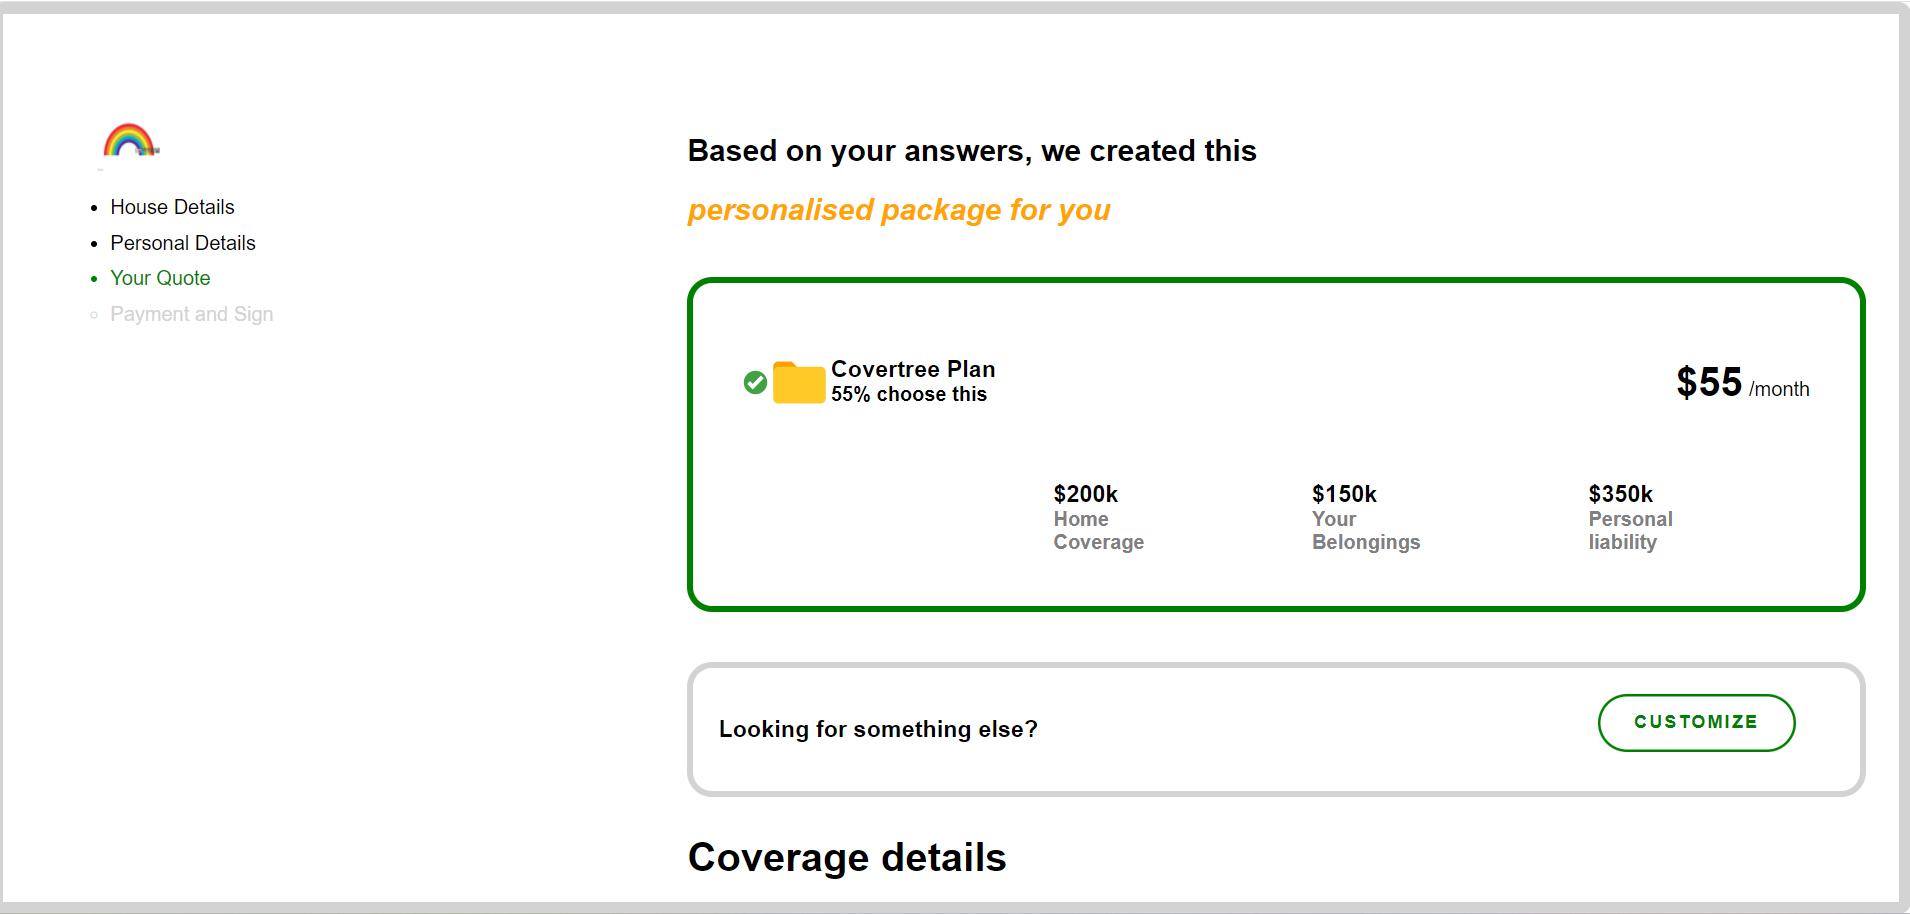 House Details
Personal Details
Your Quote
Payment and Sign
Based on your answers, we created this
personalised package for you
Covertree Plan
55% choose this
$55 /month
$200k
Home
Coverage
$150k
Your
Belongings
$350k
Personal
liability
Looking for something else?
CUSTOMIZE
Coverage details